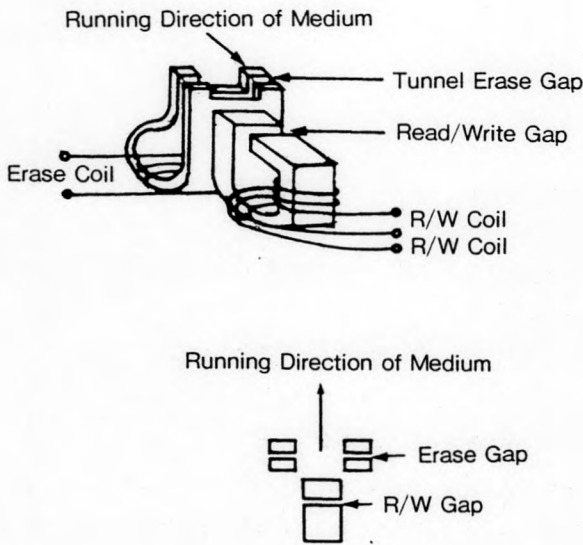 Running Direction of Medium
Tunnel Erase Gap
Read/Write Gap
Erase Coil
R/W Coil
R/W Coil
Running Direction of Medium
Erase Gap
R/W Gap